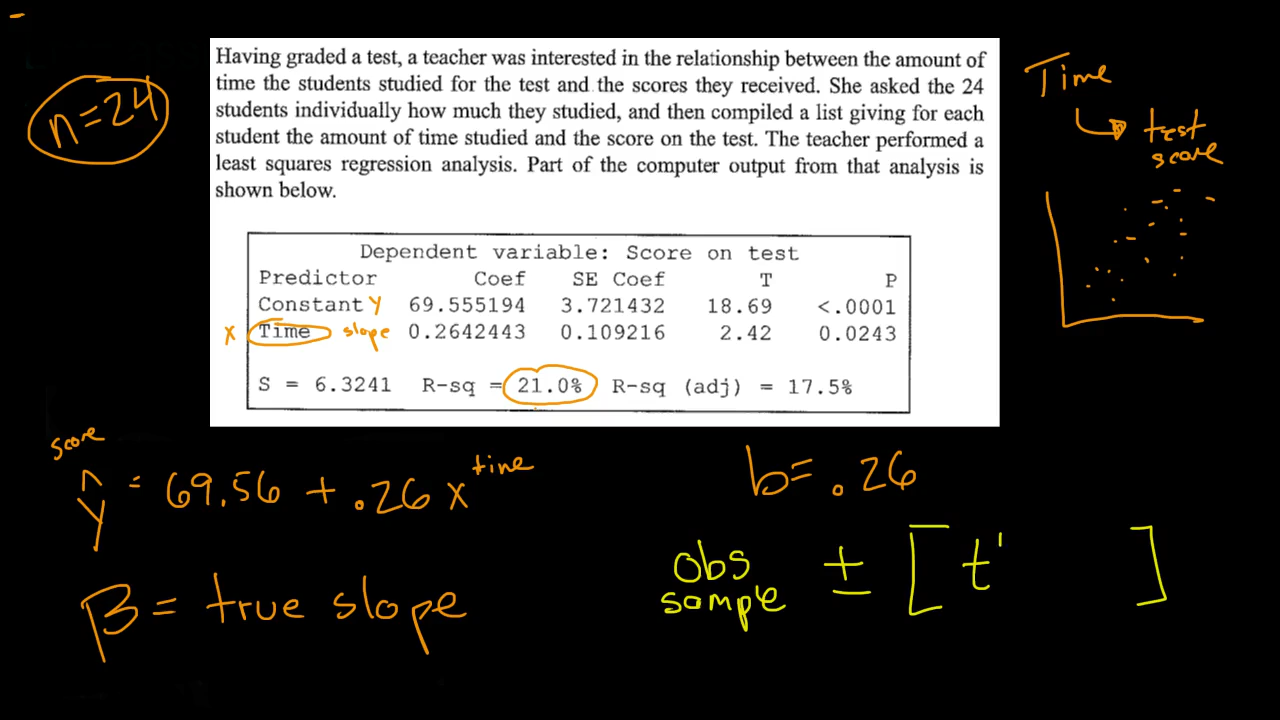 n=24
Having graded a test, a teacher was interested in the relationship between the amount of
time the students studied for the test and the scores they received. She asked the 24
students individually how much they studied, and then compiled a list giving for each
student the amount of time studied and the score on the test. The teacher performed a
least squares regression analysis. Part of the computer output from that analysis is
shown below.
Time
test
score
Dependent variable: Score on test
Predictor Coef SE Coef T P
Constant Y 69.555194 3.721432 18.69 <.0001
x Time slope 0.2642443 0.109216 2.42 0.0243
S = 6.3241 R-sq = 21.0% R-sq (adj) = 17.5%
score
ŷ = 69.56 + .26 x time
b = .26
β = true slope
obs
sample ± [ t' ]